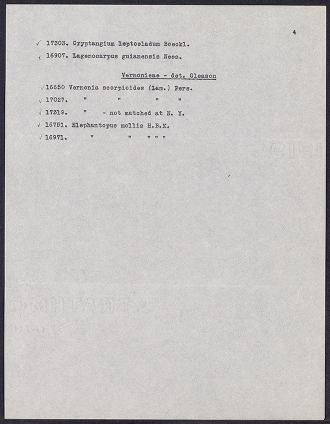 4
✓ 17303. Cryptangium leptocladum Boeckl.
✓ 16907. Lagenocarpus guianensis Nees.
Vernonieae - det. Gleason
✓ 16650 Vernonia scorpioides (Lam.) Pers.
✓ 17027. " " " "
✓ 17319. " - not matched at N. Y.
✓ 16781. Elephantopus mollis H.B.K.
✓ 16971. " " " " "